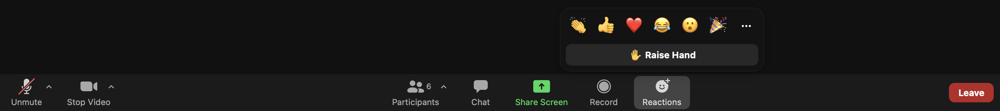 Raise Hand
6
Unmute
Stop Video
Participants
Chat
Share Screen
Record
Reactions
Leave